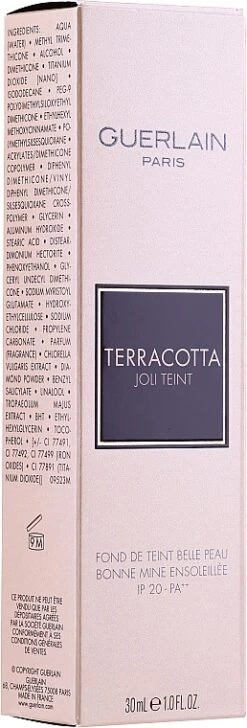 INGREDIENTS: AQUA
(WATER) • METHYL TRIME-
THICONE • ALCOHOL •
DIMETHICONE • TITANIUM
DIOXIDE [NANO] •
ISODODECANE • PEG-9
POLYDIMETHYLSILOXYETHYL
DIMETHICONE • ETHYLHEXYL
METHOXYCINNAMATE • PO-
LYMETHYLSILSESQUIOXANE •
ACRYLATES/DIMETHICONE
COPOLYMER • DIPHENYL
DIMETHICONE/VINYL
DIPHENYL DIMETHICONE/
SILSESQUIOXANE CROSS-
POLYMER • GLYCERIN •
ALUMINUM HYDROXIDE •
STEARIC ACID • DISTEAR-
DIMONIUM HECTORITE •
PHENOXYETHANOL • GLY-
CERYL UNDECYL DIMETHI-
CONE • SODIUM MYRISTOYL
GLUTAMATE • HYDROXY-
ETHYLCELLULOSE • SODIUM
CHLORIDE • PROPYLENE
CARBONATE • PARFUM
(FRAGRANCE) • CHLORELLA
VULGARIS EXTRACT • DIA-
MOND POWDER • BENZYL
SALICYLATE • LINALOOL •
TROPAEOLUM MAJUS
EXTRACT • BHT • ETHYL-
HEXYLGLYCERIN • TOCO-
PHEROL • [+/- CI 77491,
CI 77492, CI 77499 (IRON
OXIDES) • CI 77891 (TITA-
NIUM DIOXIDE)] 09523M
9M
CE PRODUIT NE PEUT ÊTRE
VENDU QUE PAR LES
DÉPOSITAIRES AGRÉÉS
PAR LA SOCIÉTÉ GUERLAIN
CONFORMÉMENT À SES
CONDITIONS GÉNÉRALES
DE VENTES.
© COPYRIGHT GUERLAIN
GUERLAIN
68, CHAMPS-ÉLYSÉES 75008 PARIS
MADE IN FRANCE
GUERLAIN
PARIS
TERRACOTTA
JOLI TEINT
FOND DE TEINT BELLE PEAU
BONNE MINE ENSOLEILLÉE
IP 20 - PA++
30 mL ℮ 1.0 FL.OZ.